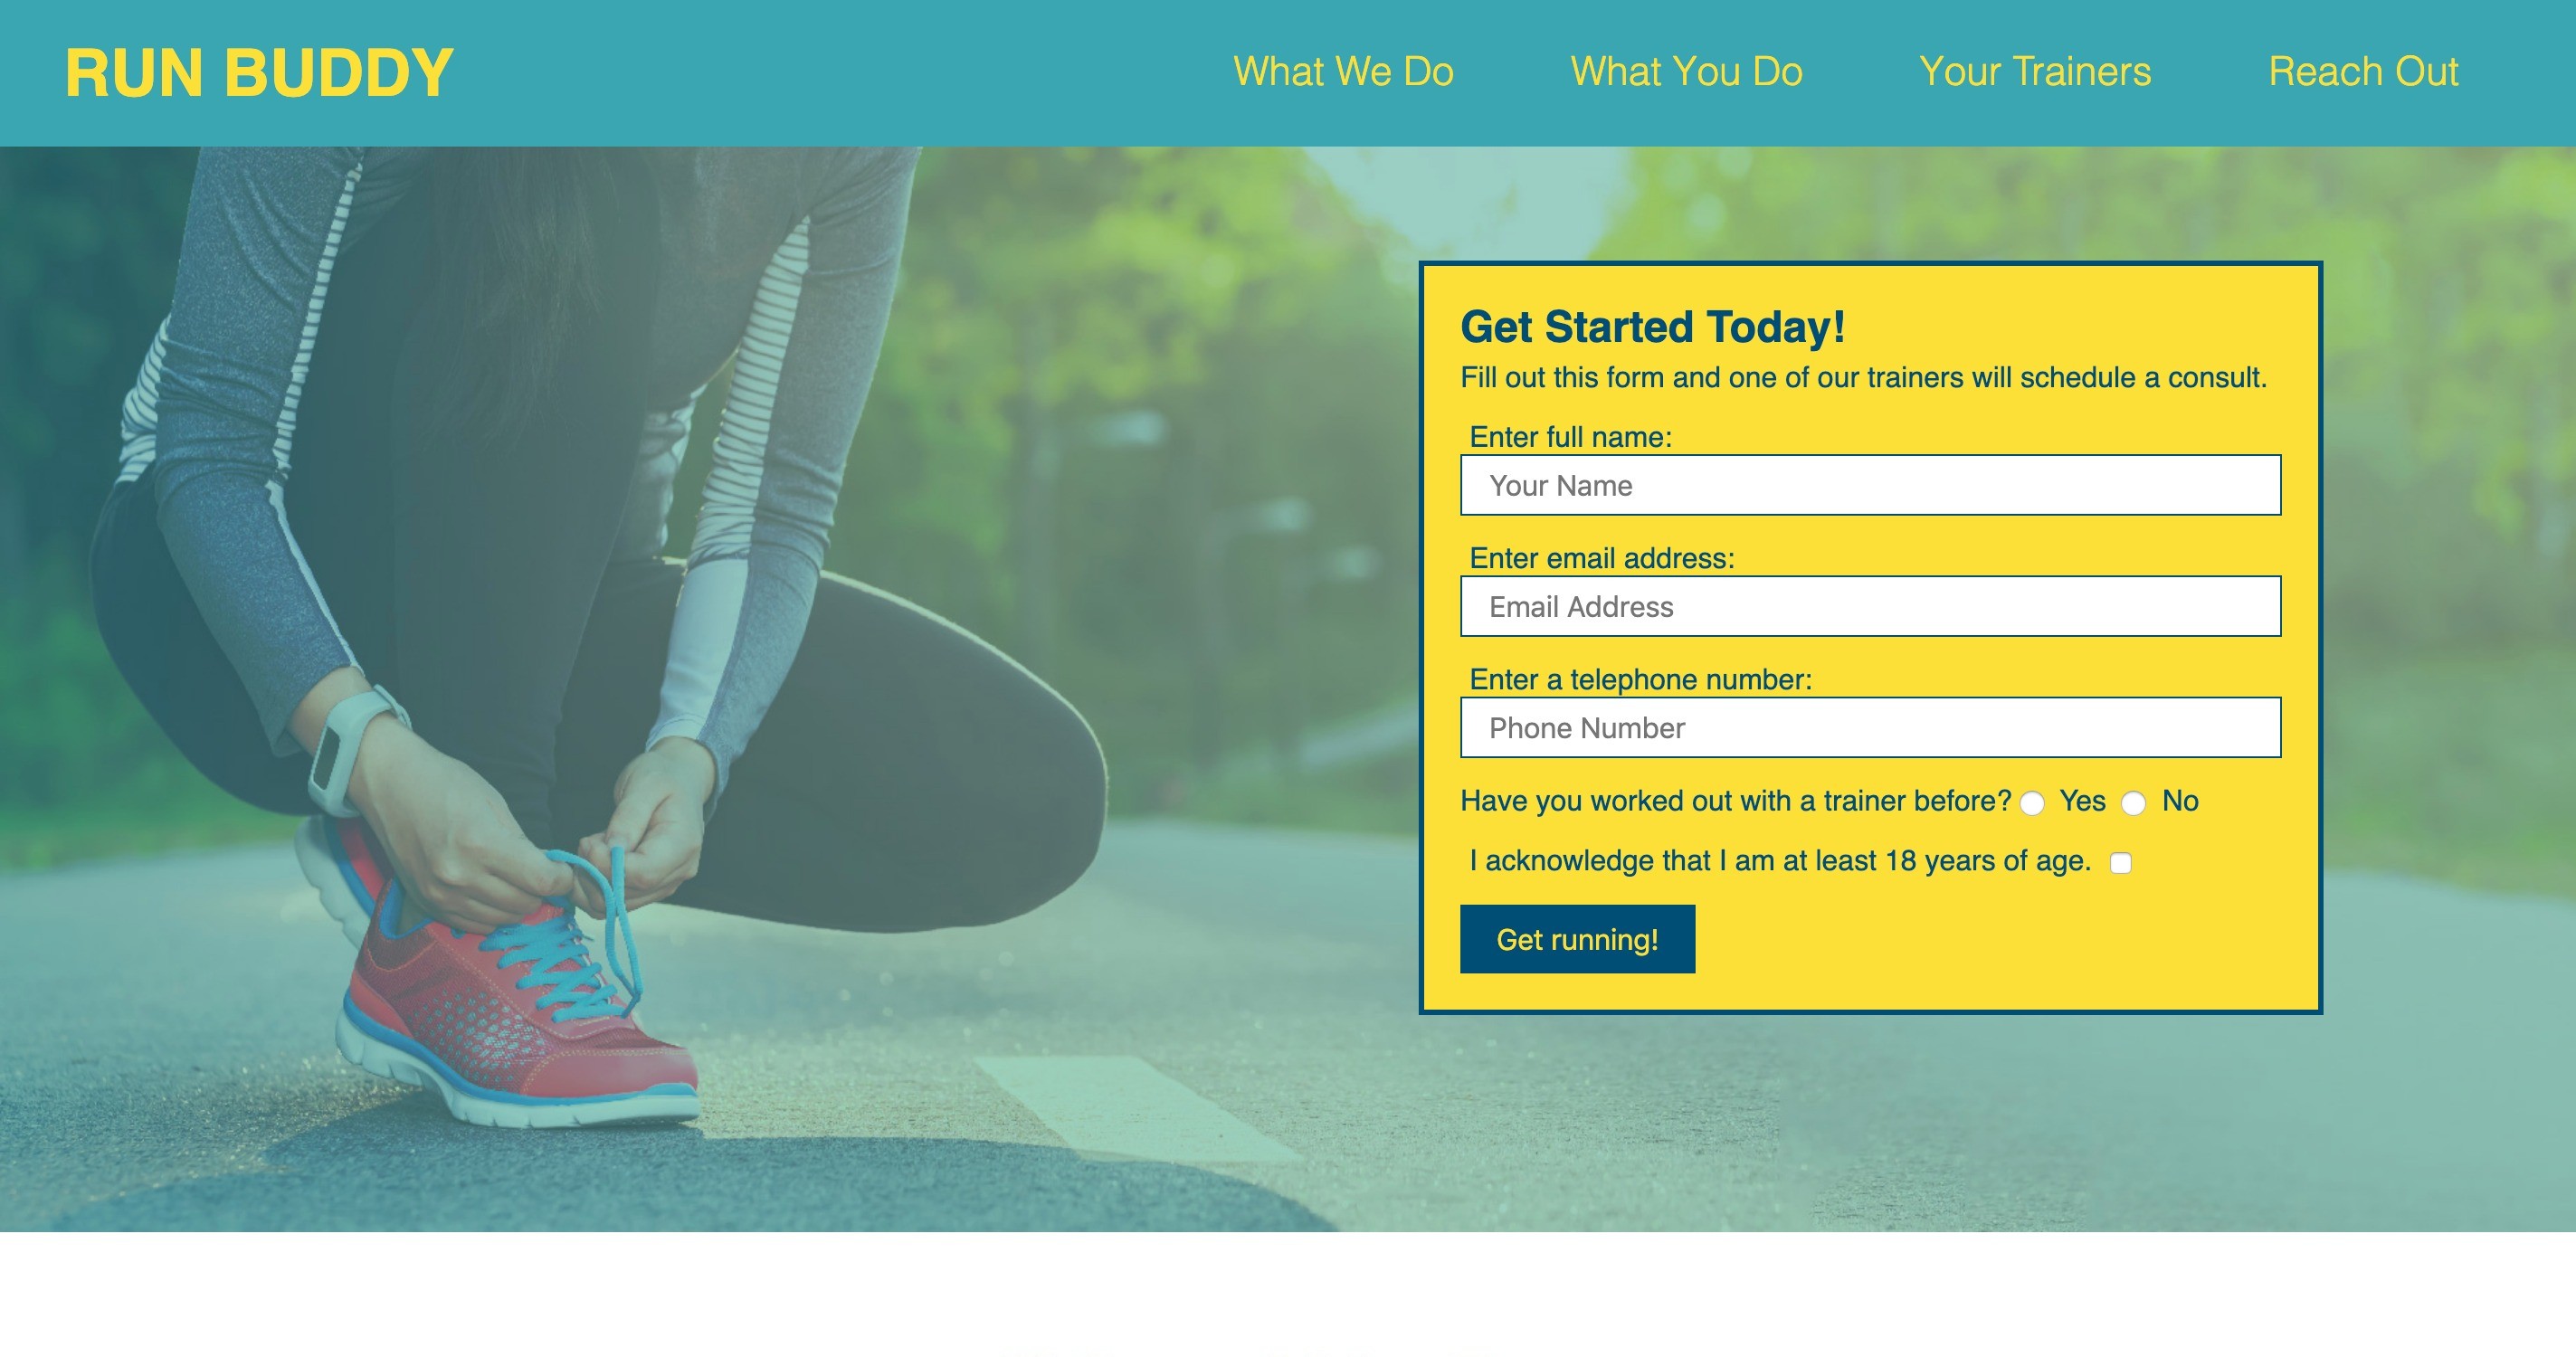 RUN BUDDY
What We Do
What You Do
Your Trainers
Reach Out
Get Started Today!
Fill out this form and one of our trainers will schedule a consult.
Enter full name:
Your Name
Enter email address:
Email Address
Enter a telephone number:
Phone Number
Have you worked out with a trainer before? Yes No
I acknowledge that I am at least 18 years of age.
Get running!